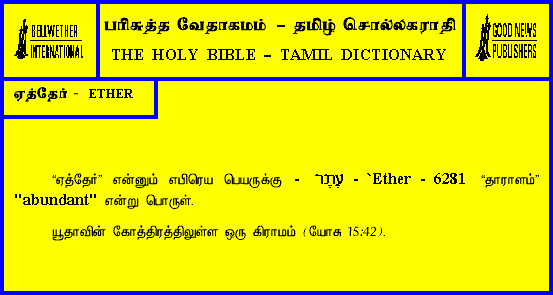 BELLWETHER
INTERNATIONAL
பரிசுத்த வேதாகமம் – தமிழ் சொல்லகராதி
THE HOLY BIBLE – TAMIL DICTIONARY
GOOD NEWS
PUBLISHERS
ஏத்தேர் - ETHER
“ஏத்தேர்” என்னும் எபிரெய பெயருக்கு - עֶתֶר - `Ether - 6281 “தாராளம்”
"abundant" என்று பொருள்.
யூதாவின் கோத்திரத்திலுள்ள ஒரு கிராமம் (யோசு 15:42).